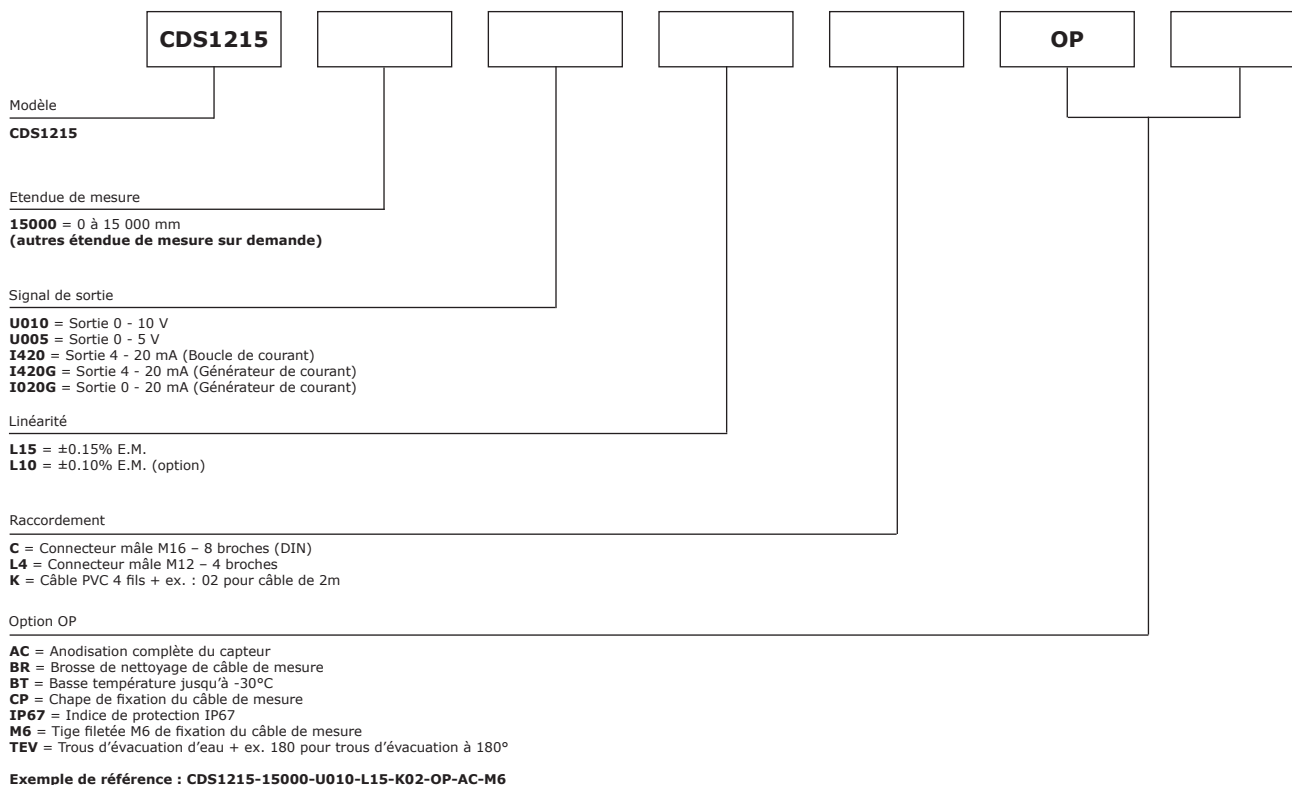 CDS1215 OP
Modèle
CDS1215
Etendue de mesure
15000 = 0 à 15 000 mm
(autres étendue de mesure sur demande)
Signal de sortie
U010 = Sortie 0 - 10 V
U005 = Sortie 0 - 5 V
I420 = Sortie 4 - 20 mA (Boucle de courant)
I420G = Sortie 4 - 20 mA (Générateur de courant)
I020G = Sortie 0 - 20 mA (Générateur de courant)
Linéarité
L15 = ±0.15% E.M.
L10 = ±0.10% E.M. (option)
Raccordement
C = Connecteur mâle M16 – 8 broches (DIN)
L4 = Connecteur mâle M12 – 4 broches
K = Câble PVC 4 fils + ex. : 02 pour câble de 2m
Option OP
AC = Anodisation complète du capteur
BR = Brosse de nettoyage de câble de mesure
BT = Basse température jusqu'à -30°C
CP = Chape de fixation du câble de mesure
IP67 = Indice de protection IP67
M6 = Tige filetée M6 de fixation du câble de mesure
TEV = Trous d'évacuation d'eau + ex. 180 pour trous d'évacuation à 180°
Exemple de référence : CDS1215-15000-U010-L15-K02-OP-AC-M6